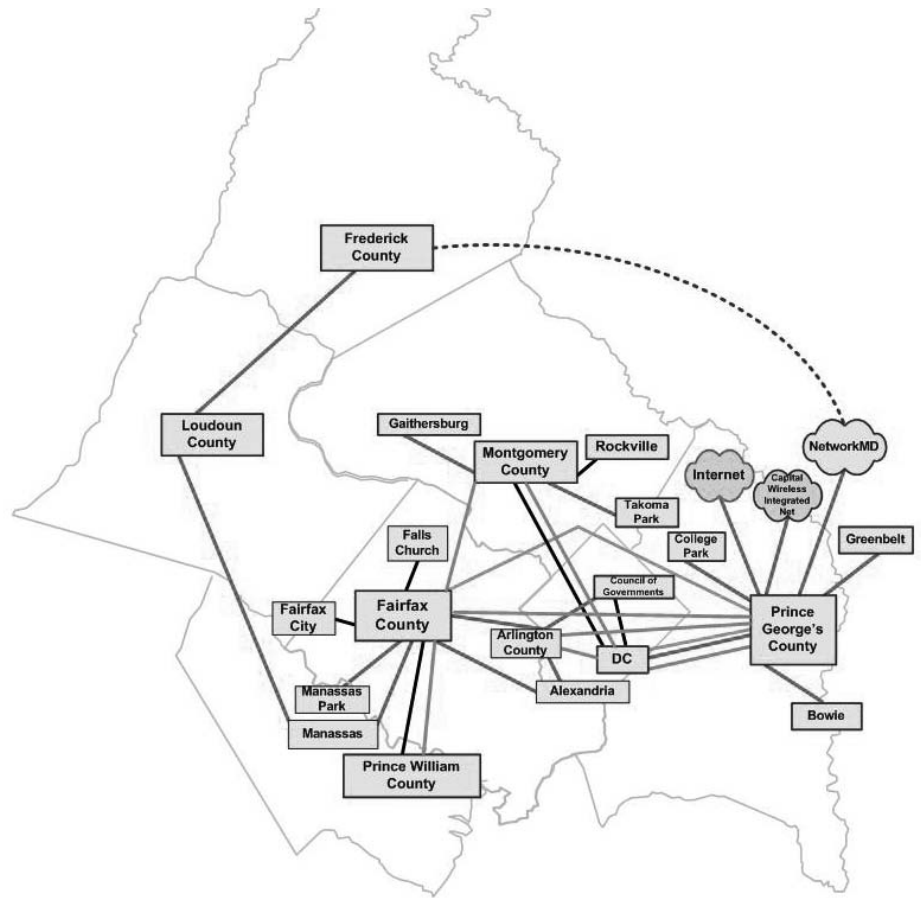 Frederick
County
Loudoun
County
Gaithersburg
Montgomery
County
Rockville
NetworkMD
Internet
Capital
Wireless
Integrated
Net
Takoma
Park
College
Park
Greenbelt
Falls
Church
Council of
Governments
Fairfax
City
Fairfax
County
Arlington
County
DC
Prince
George's
County
Manassas
Park
Alexandria
Bowie
Manassas
Prince William
County